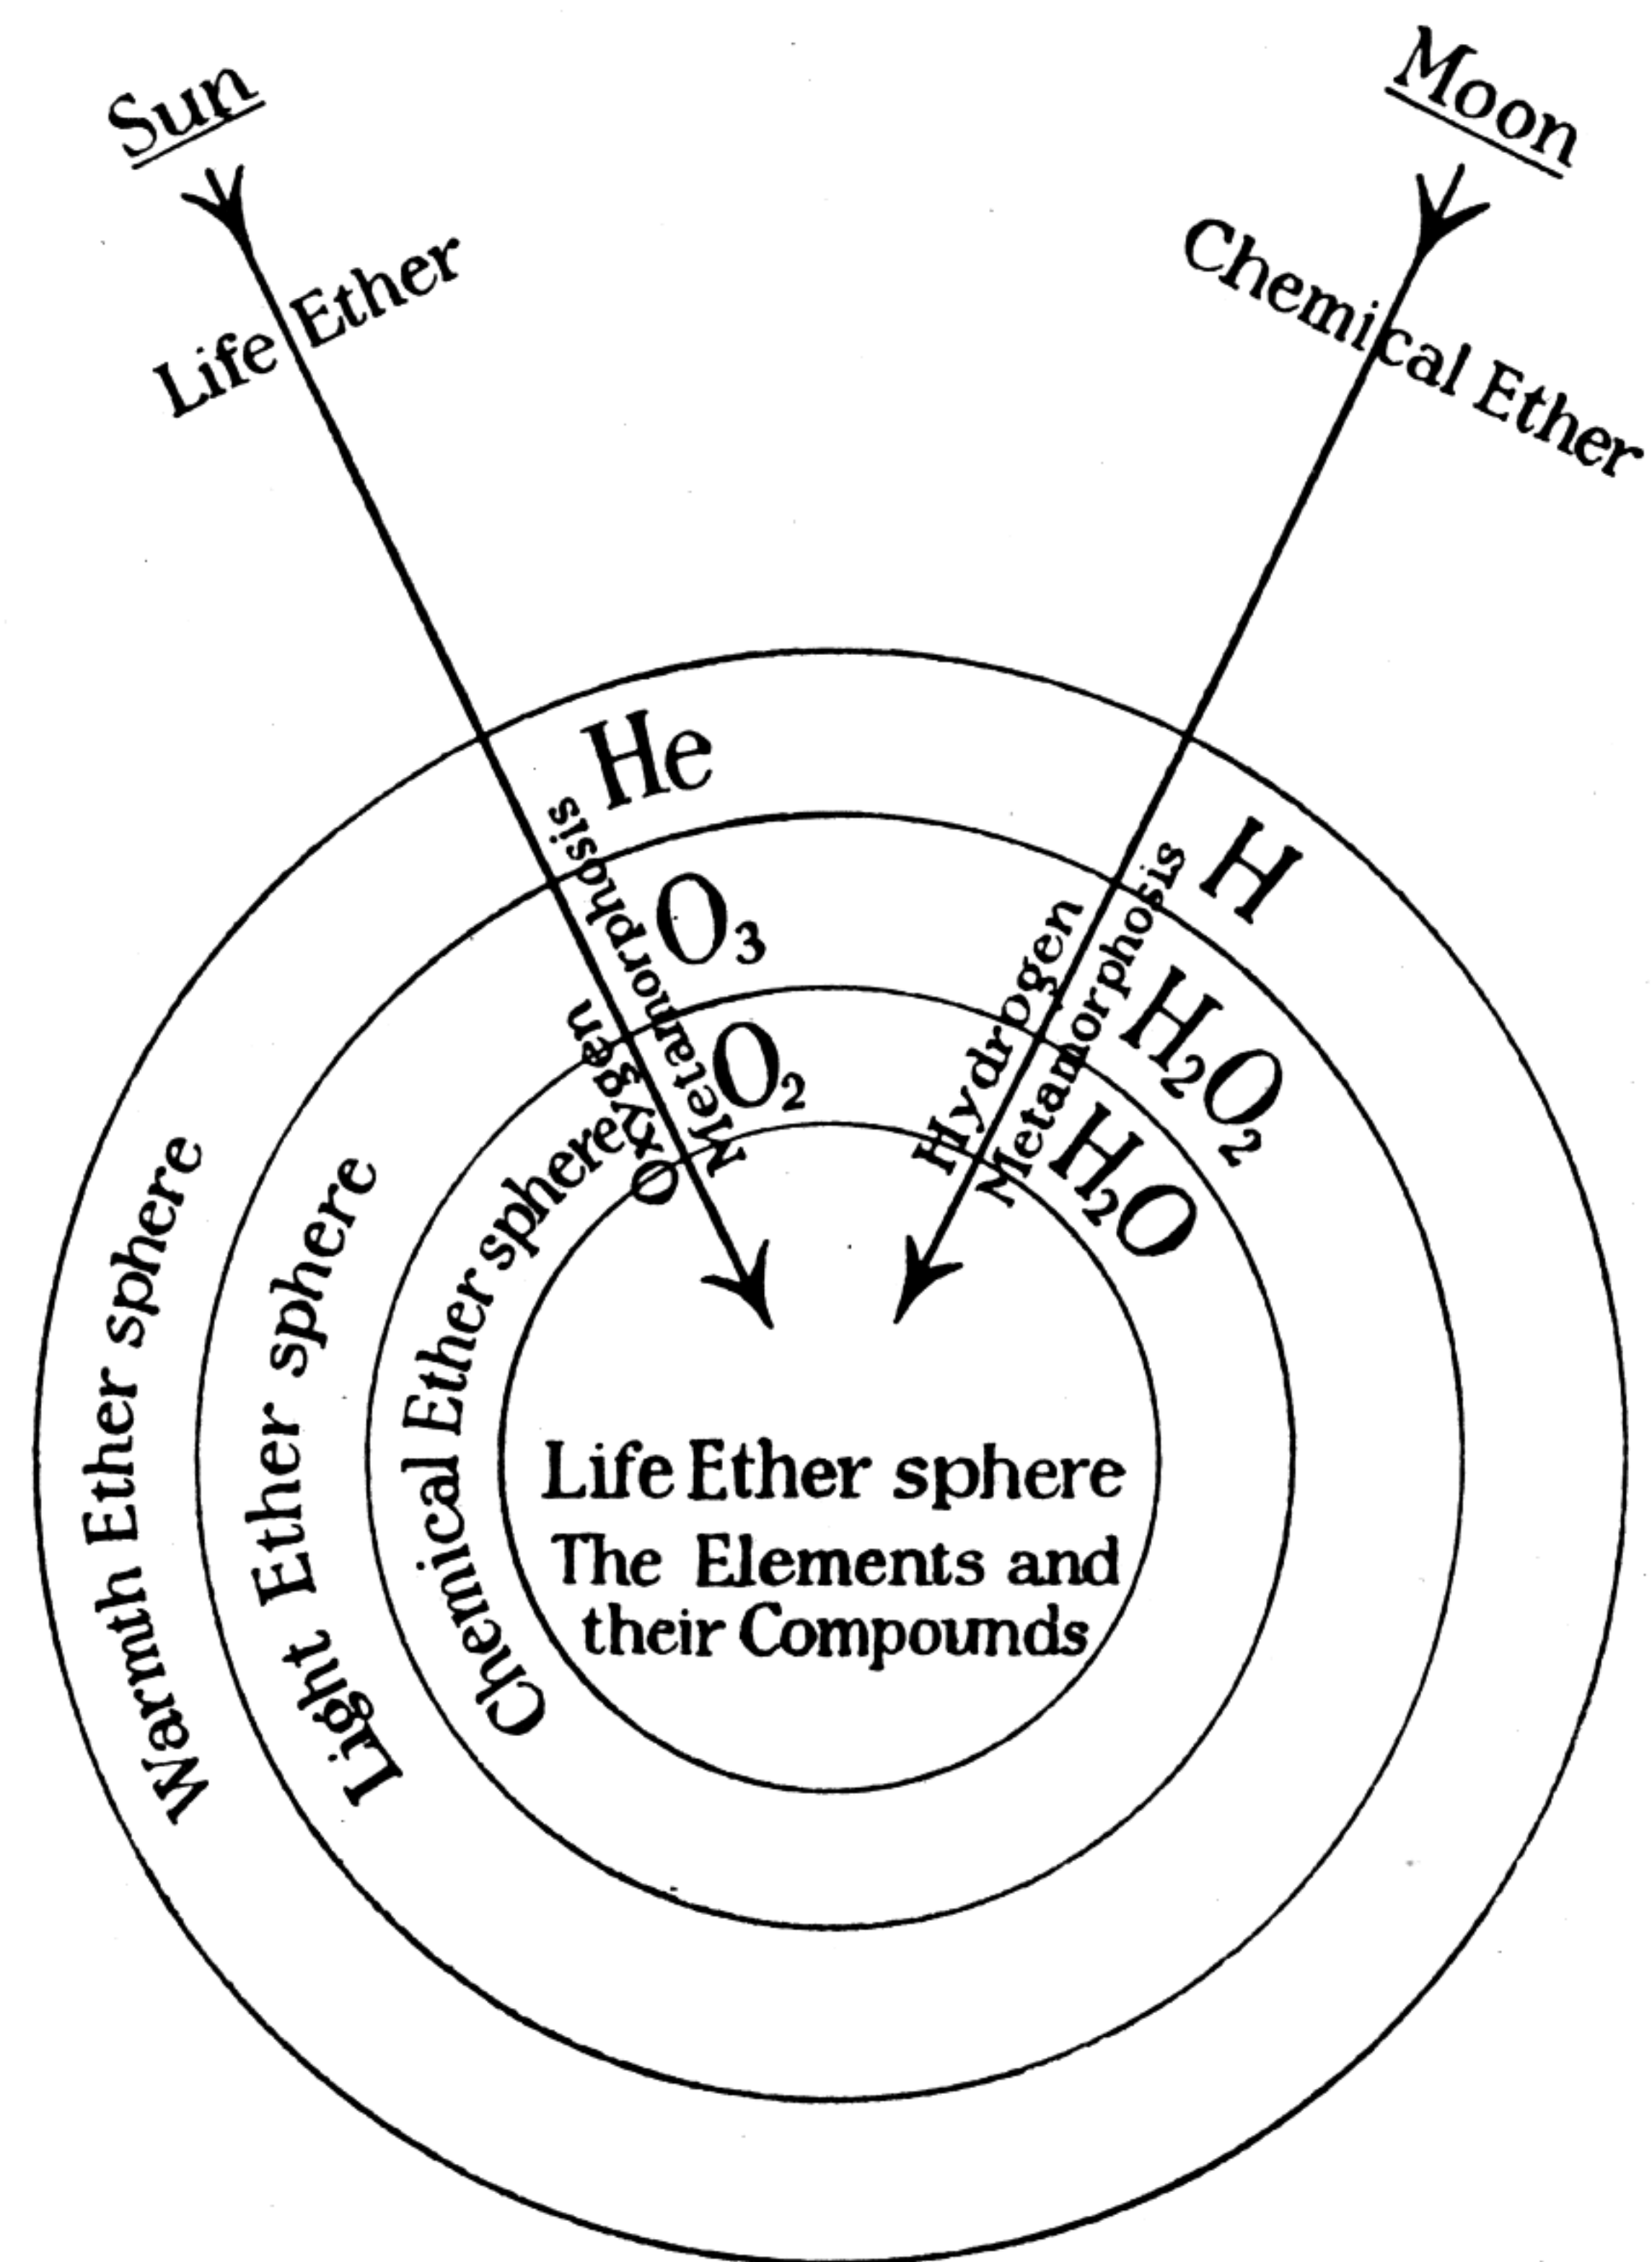 Sun
Moon
Life Ether
Chemical Ether
He
H
O₃
H₂O₂
O₂
H₂O
Oxygen
Metamorphosis
Hydrogen
Metamorphosis
Warmth Ether sphere
Light Ether sphere
Chemical Ether sphere
Life Ether sphere
The Elements and
their Compounds